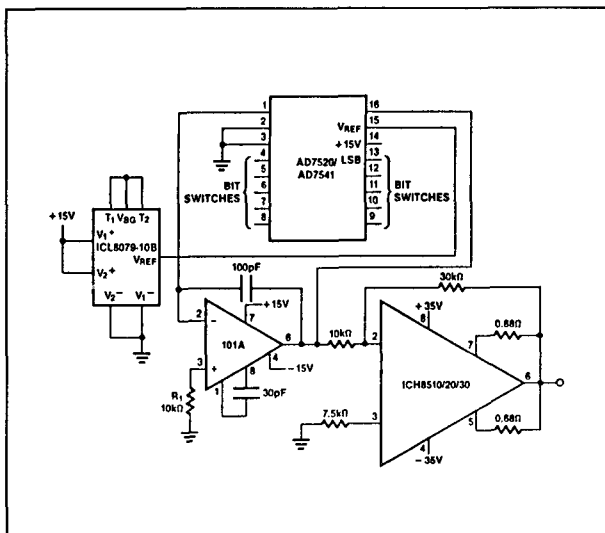 1
2
3
4
5
6
7
8
16
15
14
13
12
11
10
9
VREF
+15V
LSB
AD7520/
AD7541
BIT
SWITCHES
BIT
SWITCHES
T1 VBG T2
+15V
V1+
ICL8079-10B
VREF
V2+
V2− V1−
100pF
+15V
2
−
7
101A
6
4
−15V
3
+
8
1
30pF
R1
10kΩ
10kΩ
30kΩ
+35V
8
2
7
0.68Ω
ICH8510/20/30
6
7.5kΩ
3
5
0.68Ω
4
−35V